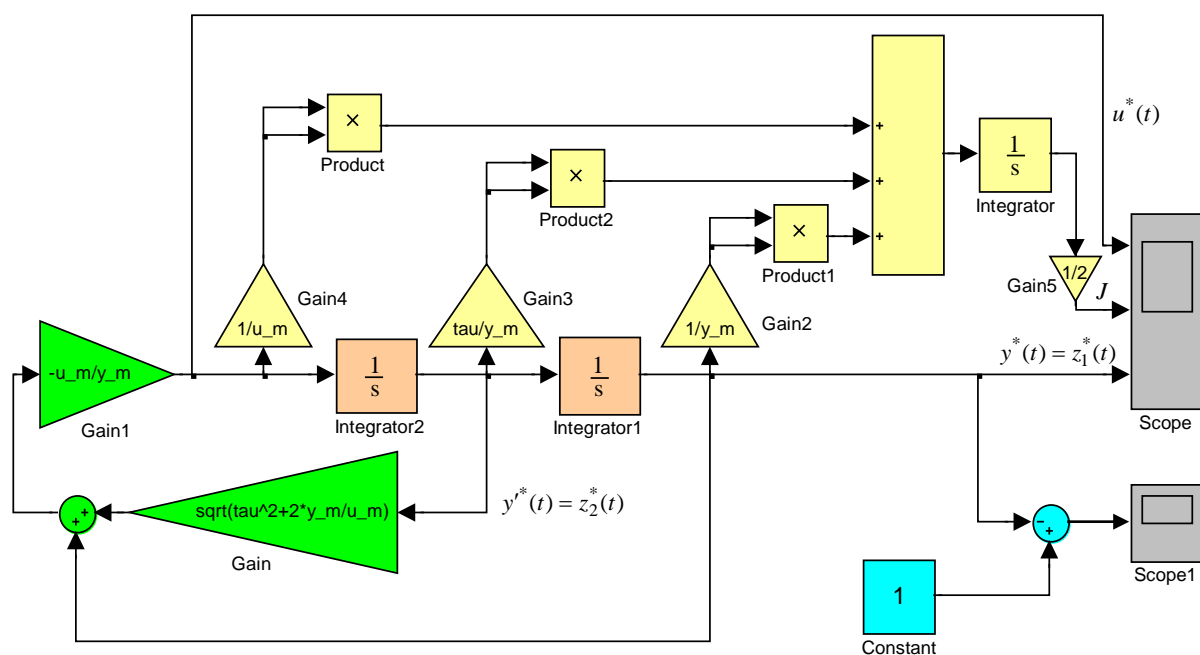 u*(t)
×
Product
+
1
s
Integrator
×
Product2
+
×
Product1
+
1/2
Gain5
J
Gain4
1/u_m
Gain3
tau/y_m
Gain2
1/y_m
y*(t) = z₁*(t)
-u_m/y_m
Gain1
1
s
Integrator2
1
s
Integrator1
Scope
sqrt(tau^2+2*y_m/u_m)
Gain
y'*(t) = z₂*(t)
+
+
-
+
Scope1
1
Constant